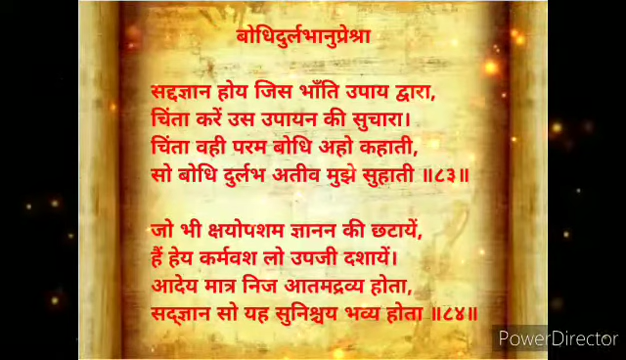 बोधिदुर्लभानुप्रेश्रा
सद्दज्ञान होय जिस भाँति उपाय द्वारा,
चिंता करें उस उपायन की सुचारा।
चिंता वही परम बोधि अहो कहाती,
सो बोधि दुर्लभ अतीव मुझे सुहाती ॥८३॥
जो भी क्षयोपशम ज्ञानन की छटायें,
हैं हेय कर्मवश लो उपजी दशायें।
आदेय मात्र निज आतमद्रव्य होता,
सद्ज्ञान सो यह सुनिश्चय भव्य होता ॥८४॥
PowerDirector